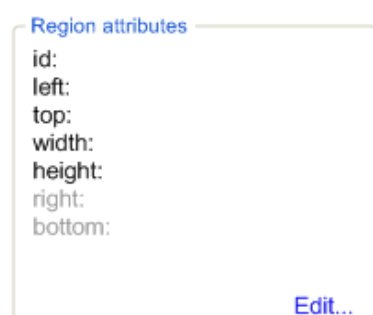 Region attributes
id:
left:
top:
width:
height:
right:
bottom:
Edit...